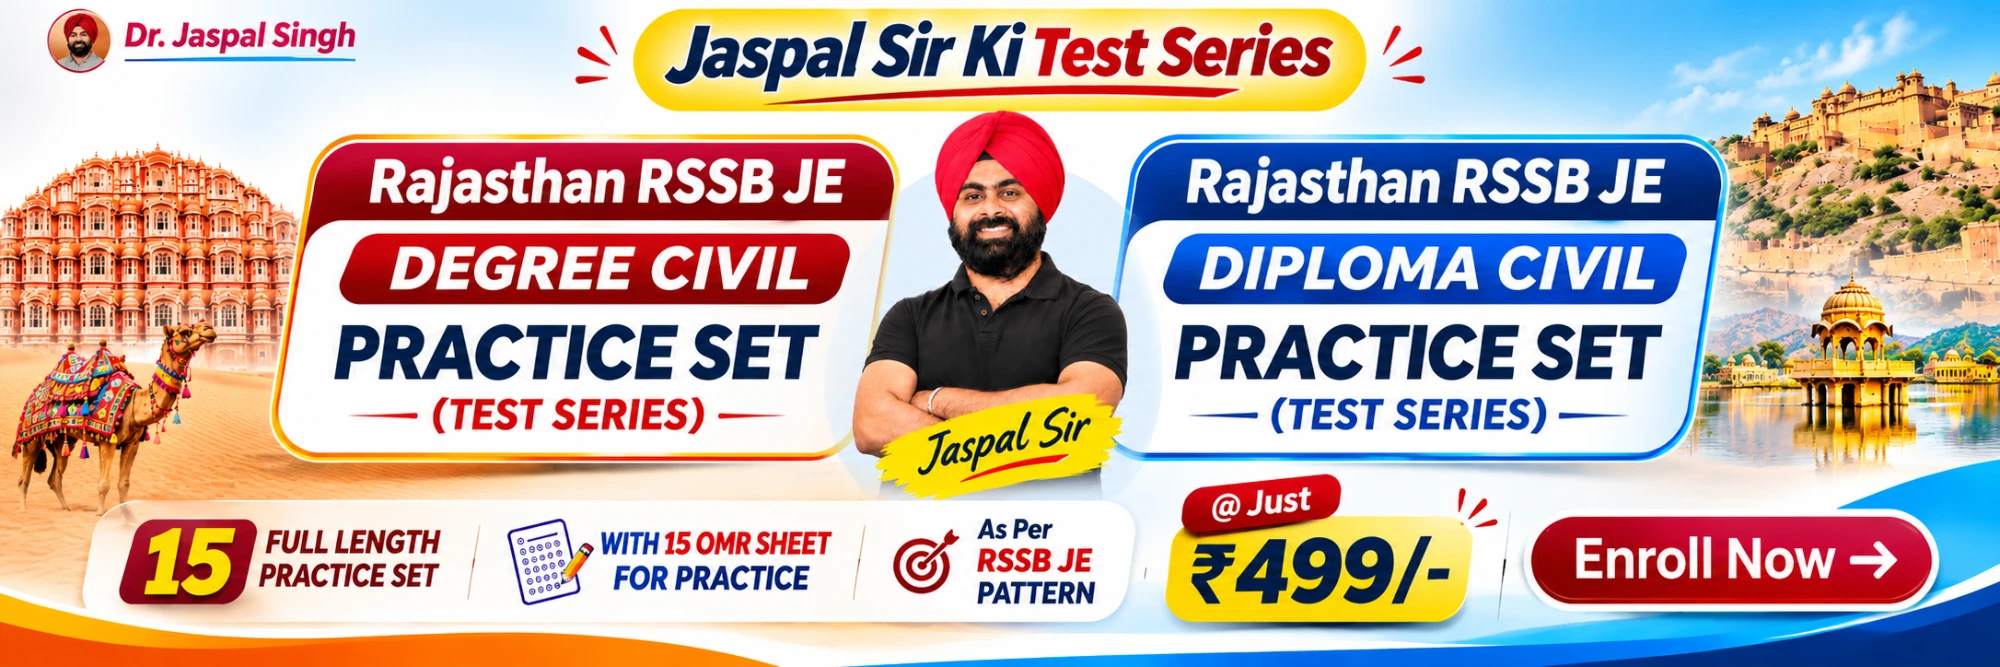 Dr. Jaspal Singh
Jaspal Sir Ki Test Series
Rajasthan RSSB JE
DEGREE CIVIL
PRACTICE SET
(TEST SERIES)
Jaspal Sir
Rajasthan RSSB JE
DIPLOMA CIVIL
PRACTICE SET
(TEST SERIES)
15
FULL LENGTH
PRACTICE SET
WITH 15 OMR SHEET
FOR PRACTICE
As Per
RSSB JE
PATTERN
@ Just
₹499/-
Enroll Now →